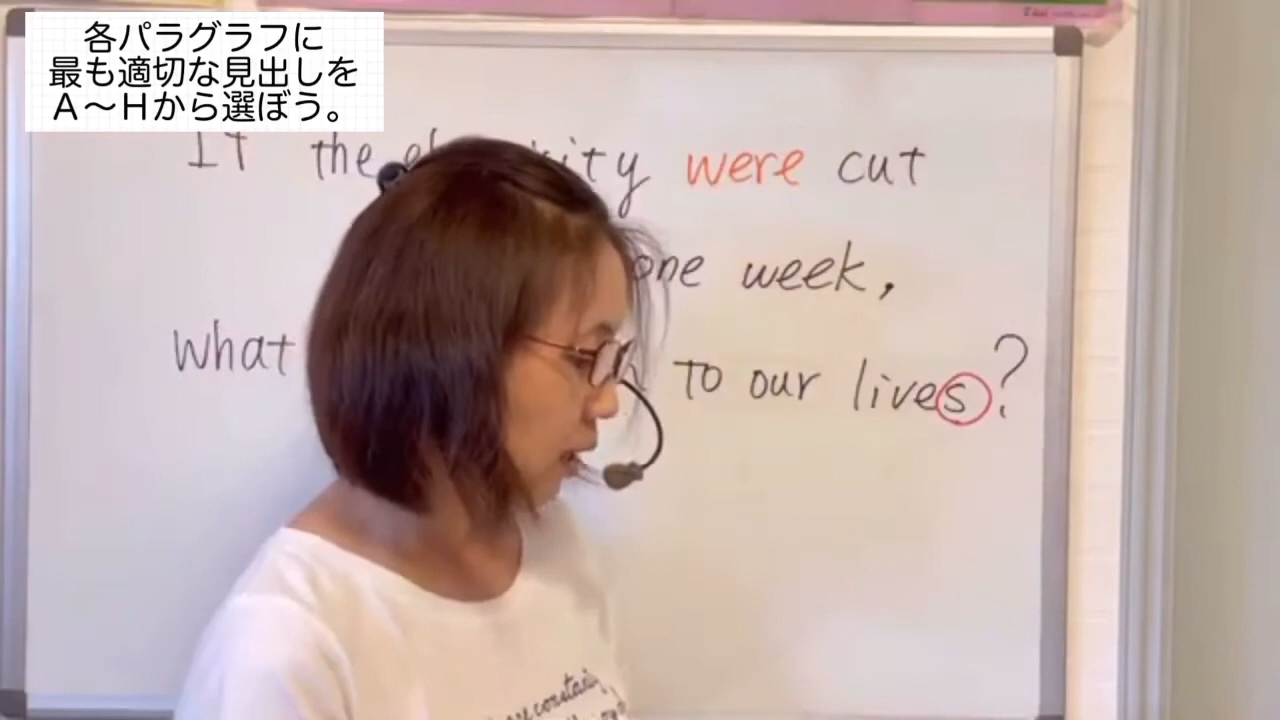 各パラグラフに
最も適切な見出しを
A〜Hから選ぼう。
If the were cut
one week,
what to our lives?